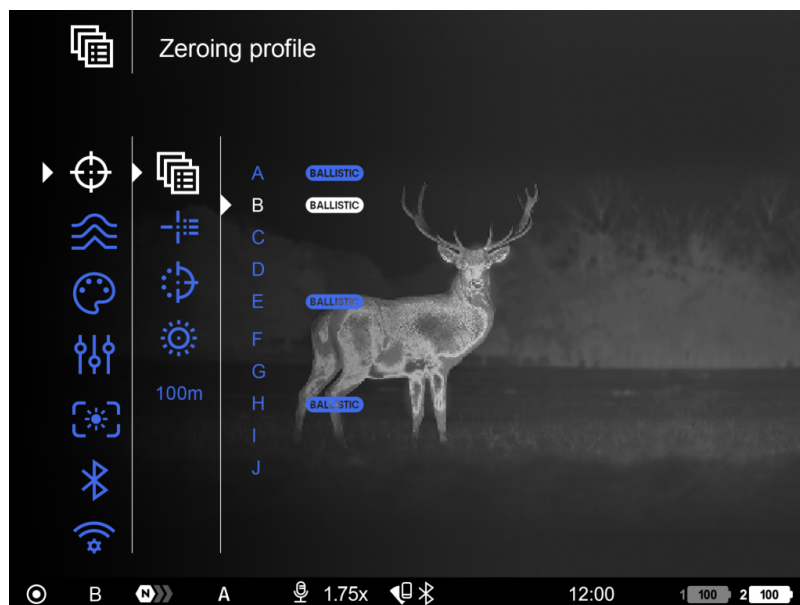 Zeroing profile
A BALLISTIC
B BALLISTIC
C
D
E BALLISTIC
F
G
100m
H BALLISTIC
I
J
B N A 1.75x 12:00 1 100 2 100